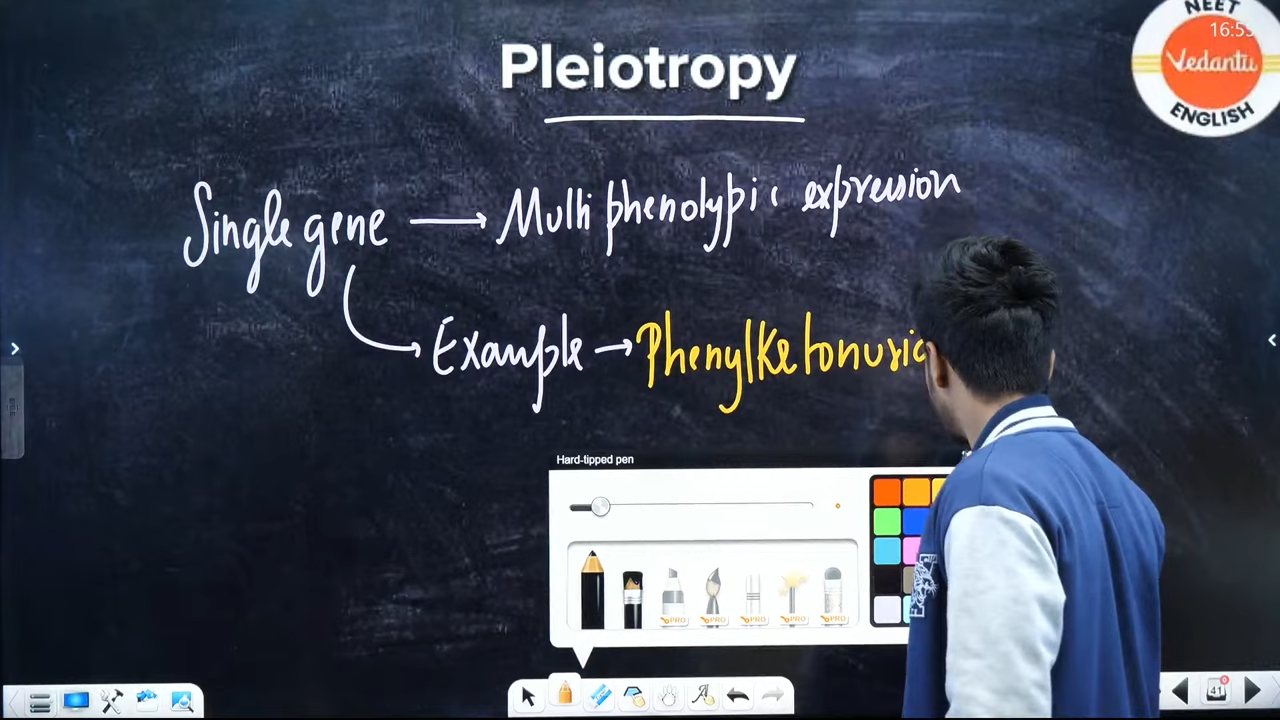 NEET
16:55
Vedantu
ENGLISH
Pleiotropy
Single gene → Multi phenotypic expression
Example → Phenylketonuria
Hard-tipped pen
PRO PRO PRO PRO PRO
41